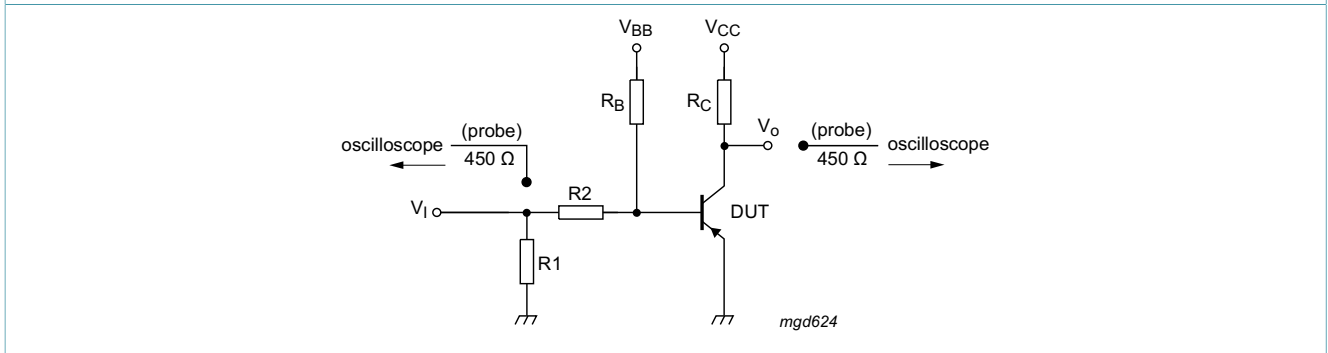 VBB
VCC
RB
RC
Vo
(probe)
450 Ω
oscilloscope
(probe)
450 Ω
oscilloscope
R2
VI
DUT
R1
mgd624